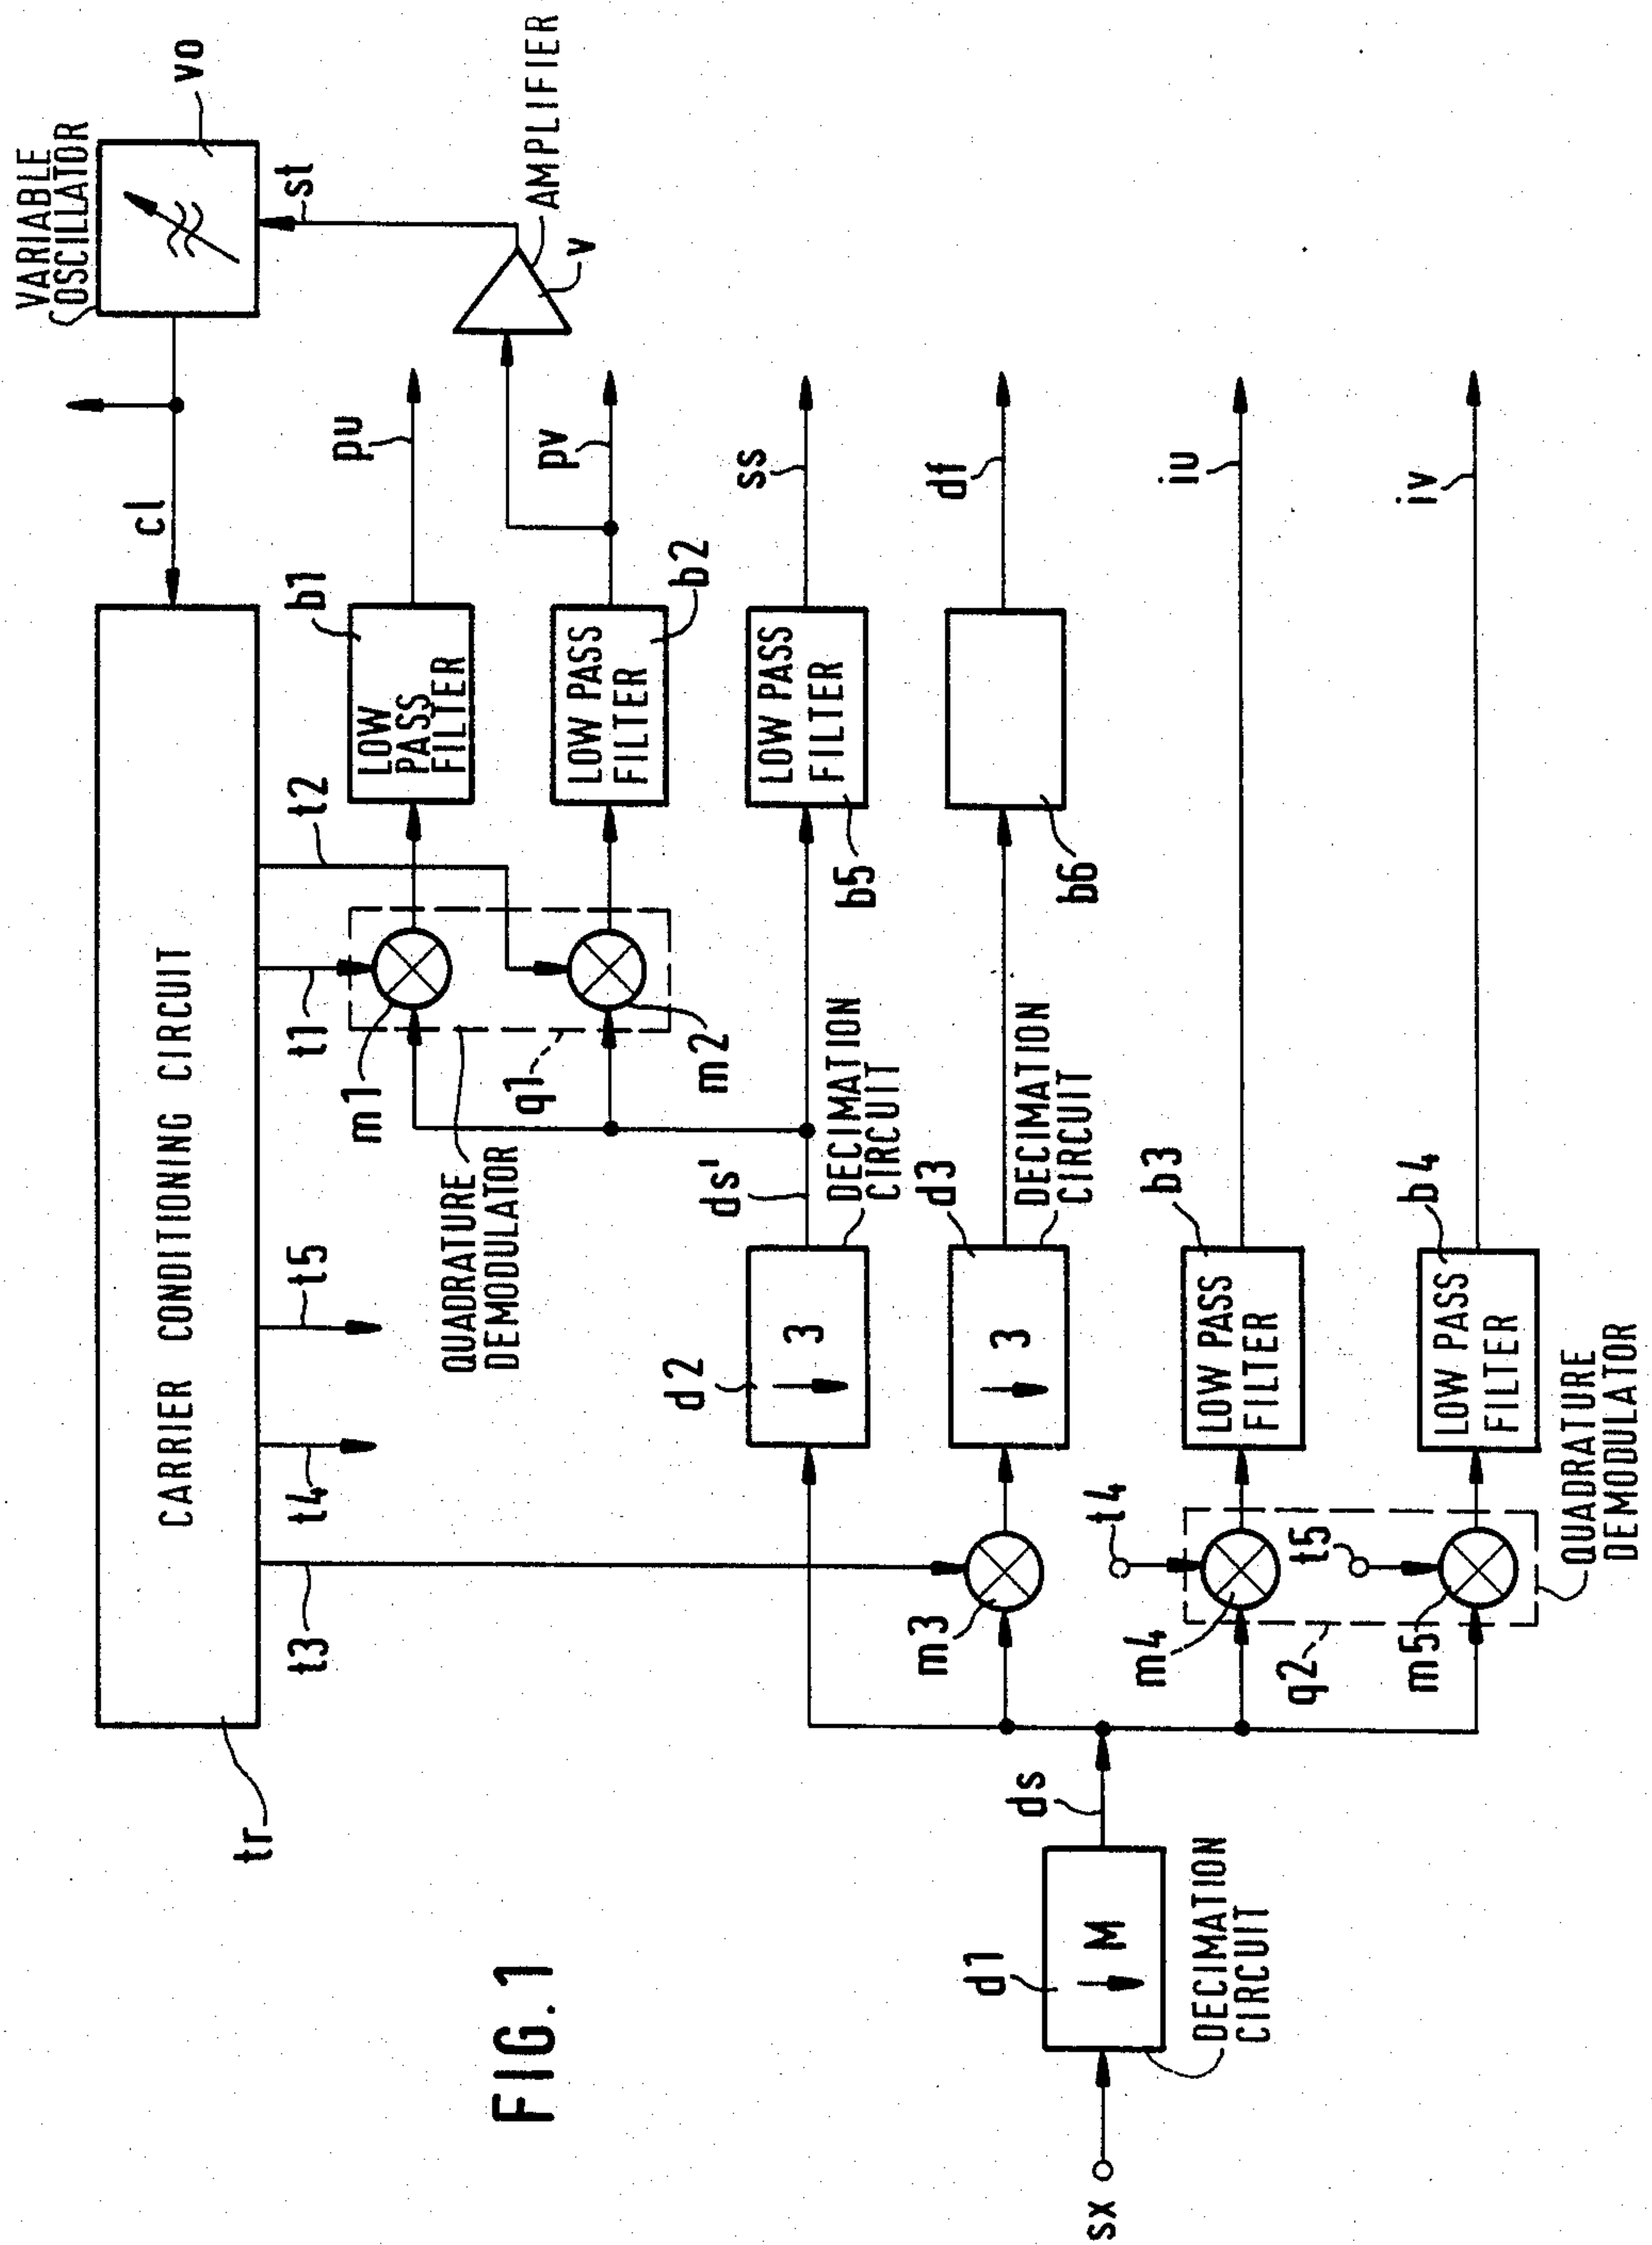 FIG.1
VARIABLE
OSCILLATOR
vo
st
AMPLIFIER
v
cl
CARRIER CONDITIONING CIRCUIT
tr
t3
t4
t5
t1
t2
m1
q1
m2
QUADRATURE
DEMODULATOR
b1
LOW
PASS
FILTER
pu
LOW PASS
FILTER
b2
pv
d2
3
DECIMATION
CIRCUIT
ds'
LOW PASS
FILTER
b5
ss
m3
d3
3
DECIMATION
CIRCUIT
b6
df
sx
d1
M
DECIMATION
CIRCUIT
ds
t4
m4
q2
t5
m5
QUADRATURE
DEMODULATOR
b3
LOW PASS
FILTER
iu
b4
LOW PASS
FILTER
iv